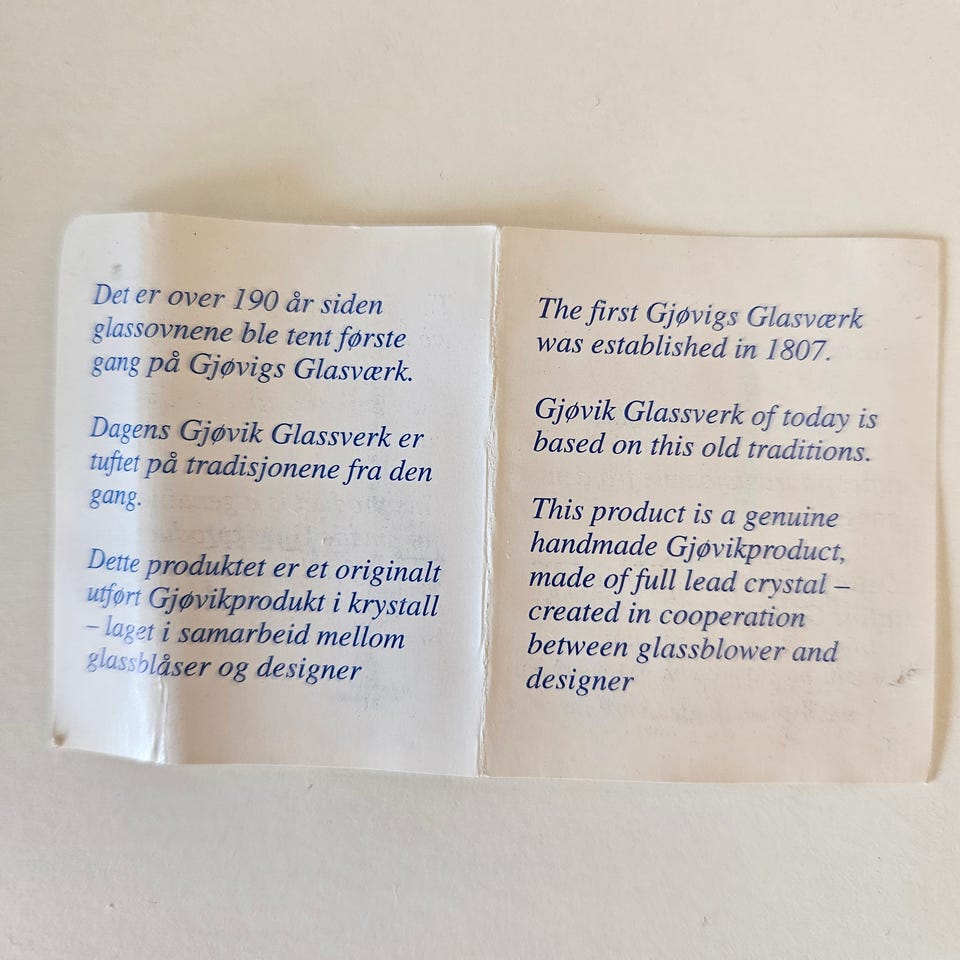 Det er over 190 år siden
glassovnene ble tent første
gang på Gjøvigs Glasværk.
Dagens Gjøvik Glassverk er
tuftet på tradisjonene fra den
gang.
Dette produktet er et originalt
utført Gjøvikprodukt i krystall
– laget i samarbeid mellom
glassblåser og designer
The first Gjøvigs Glasværk
was established in 1807.
Gjøvik Glassverk of today is
based on this old traditions.
This product is a genuine
handmade Gjøvikproduct,
made of full lead crystal –
created in cooperation
between glassblower and
designer